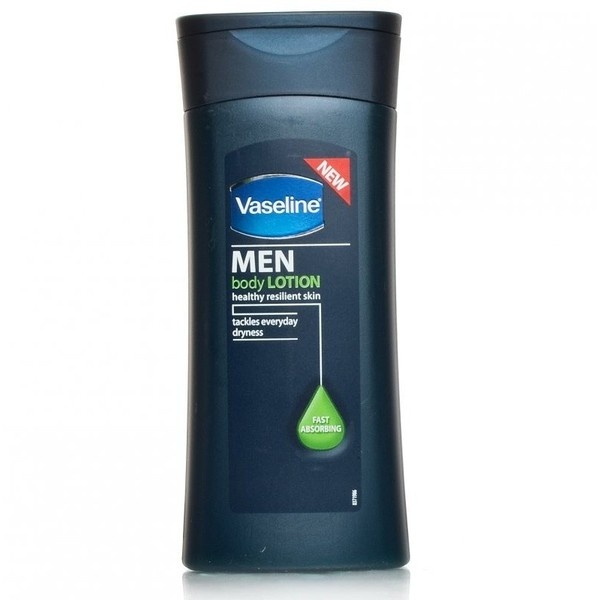 NEW
Vaseline®
MEN
body LOTION
healthy resilient skin
tackles everyday
dryness
FAST
ABSORBING